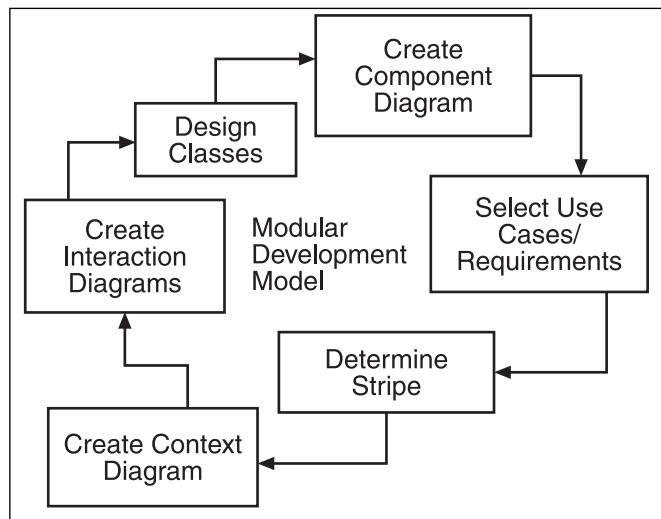 Create
Component
Diagram
Design
Classes
Select Use
Cases/
Requirements
Create
Interaction
Diagrams
Modular
Development
Model
Determine
Stripe
Create Context
Diagram